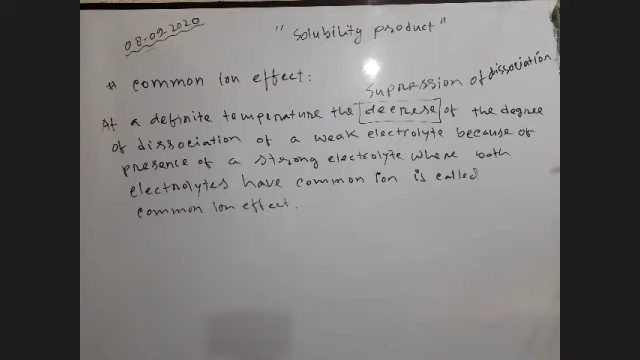 08-09-2020
"Solubility product"
# Common ion effect:
Supression of dissociation
At a definite temperature the decrese of the degree
of dissociation of a weak electrolyte because of
presence of a strong electrolyte where both
electrolytes have common ion is called
common ion effect.